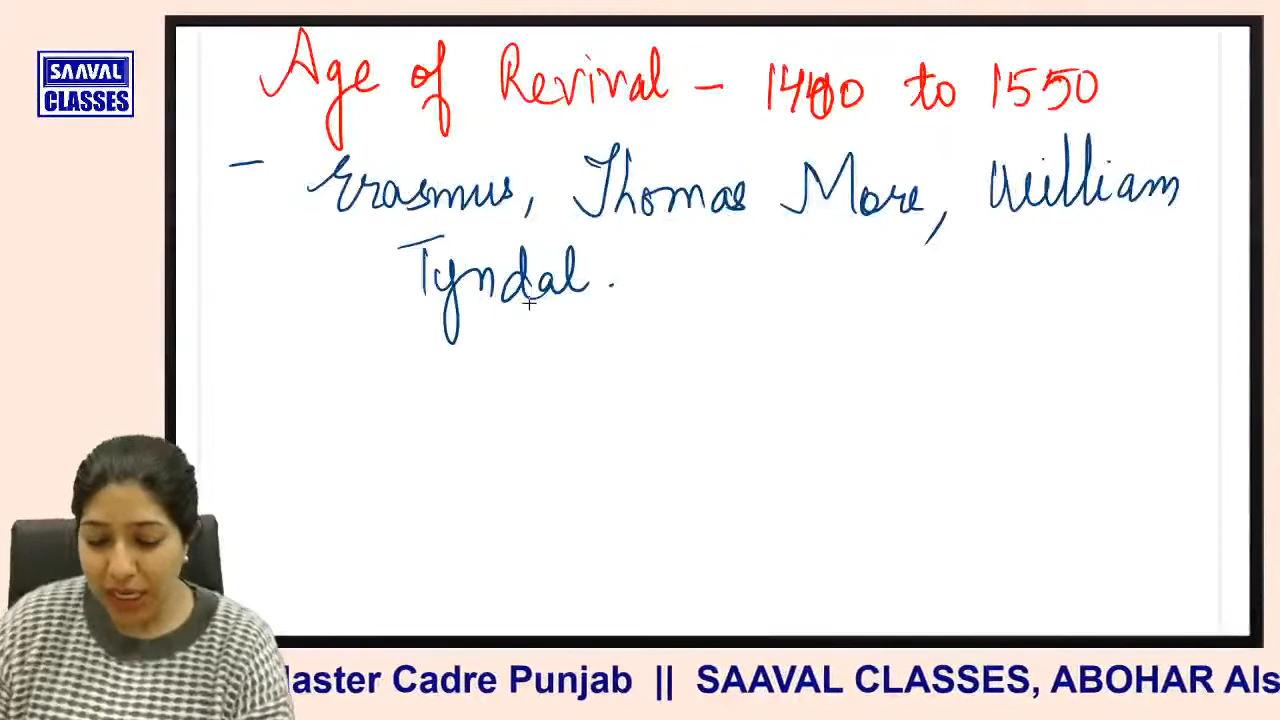 SAAVAL
CLASSES
Age of Revival - 1400 to 1550
- Erasmus, Thomas More, William
Tyndal.
Master Cadre Punjab || SAAVAL CLASSES, ABOHAR Als